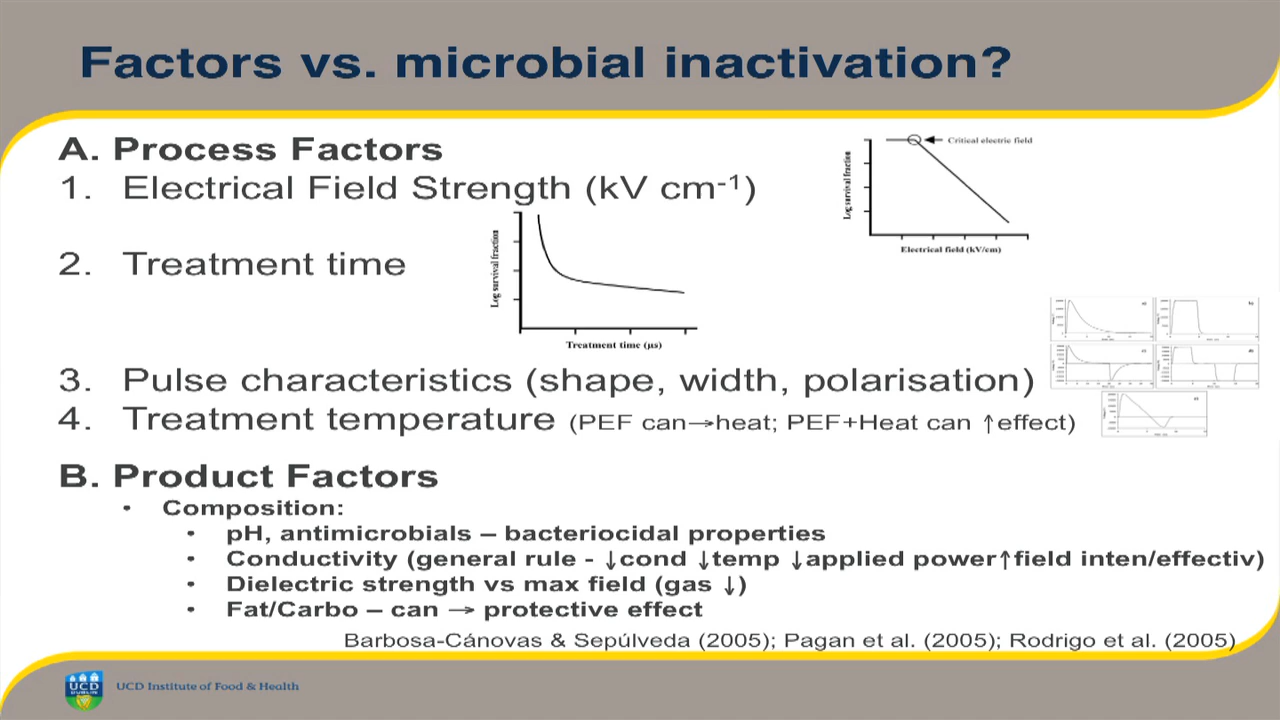 Factors vs. microbial inactivation?
A. Process Factors
1. Electrical Field Strength (kV cm-1)
Log survival fraction
Critical electric field
Electrical field (kV/cm)
2. Treatment time
Log survival fraction
Treatment time (µs)
3. Pulse characteristics (shape, width, polarisation)
a)
b)
c)
d)
e)
4. Treatment temperature (PEF can→heat; PEF+Heat can ↑effect)
B. Product Factors
• Composition:
• pH, antimicrobials – bacteriocidal properties
• Conductivity (general rule - ↓cond ↓temp ↓applied power↑field inten/effectiv)
• Dielectric strength vs max field (gas ↓)
• Fat/Carbo – can → protective effect
Barbosa-Cánovas & Sepúlveda (2005); Pagan et al. (2005); Rodrigo et al. (2005)
UCD
DUBLIN
UCD Institute of Food & Health